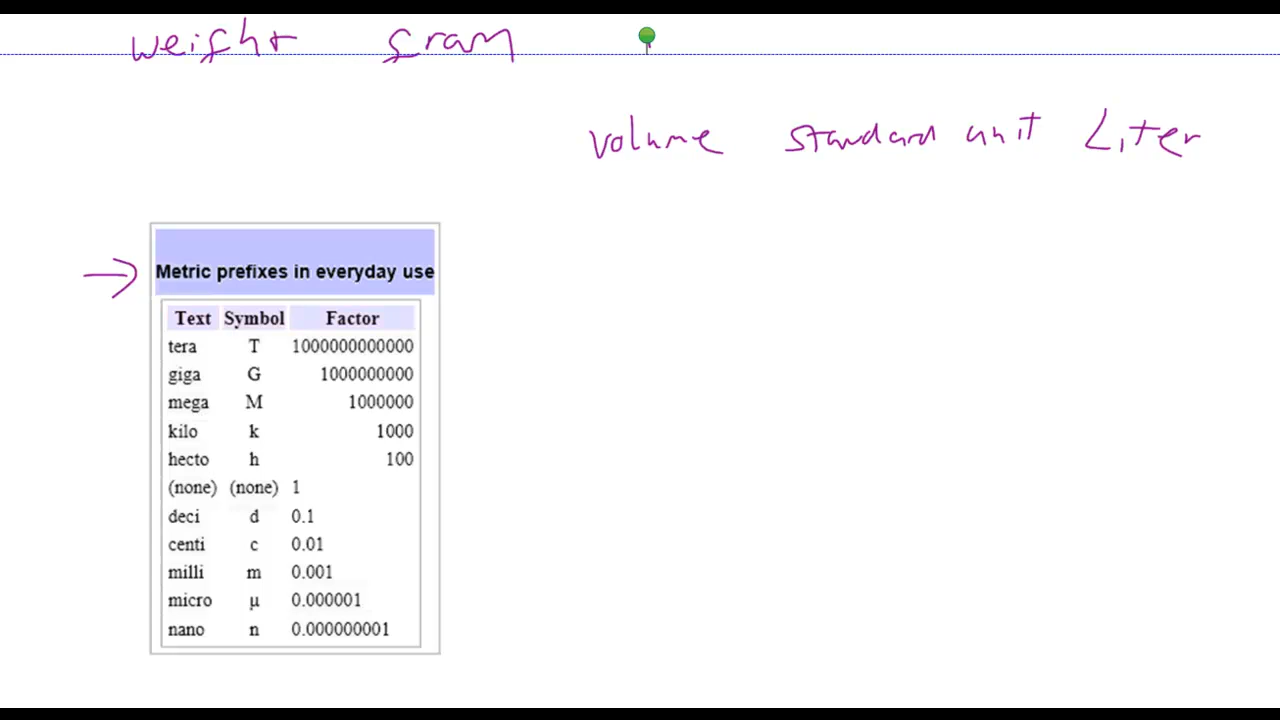 weight gram
volume standard unit Liter
Metric prefixes in everyday use
Text Symbol Factor
tera T 1000000000000
giga G 1000000000
mega M 1000000
kilo k 1000
hecto h 100
(none) (none) 1
deci d 0.1
centi c 0.01
milli m 0.001
micro µ 0.000001
nano n 0.000000001